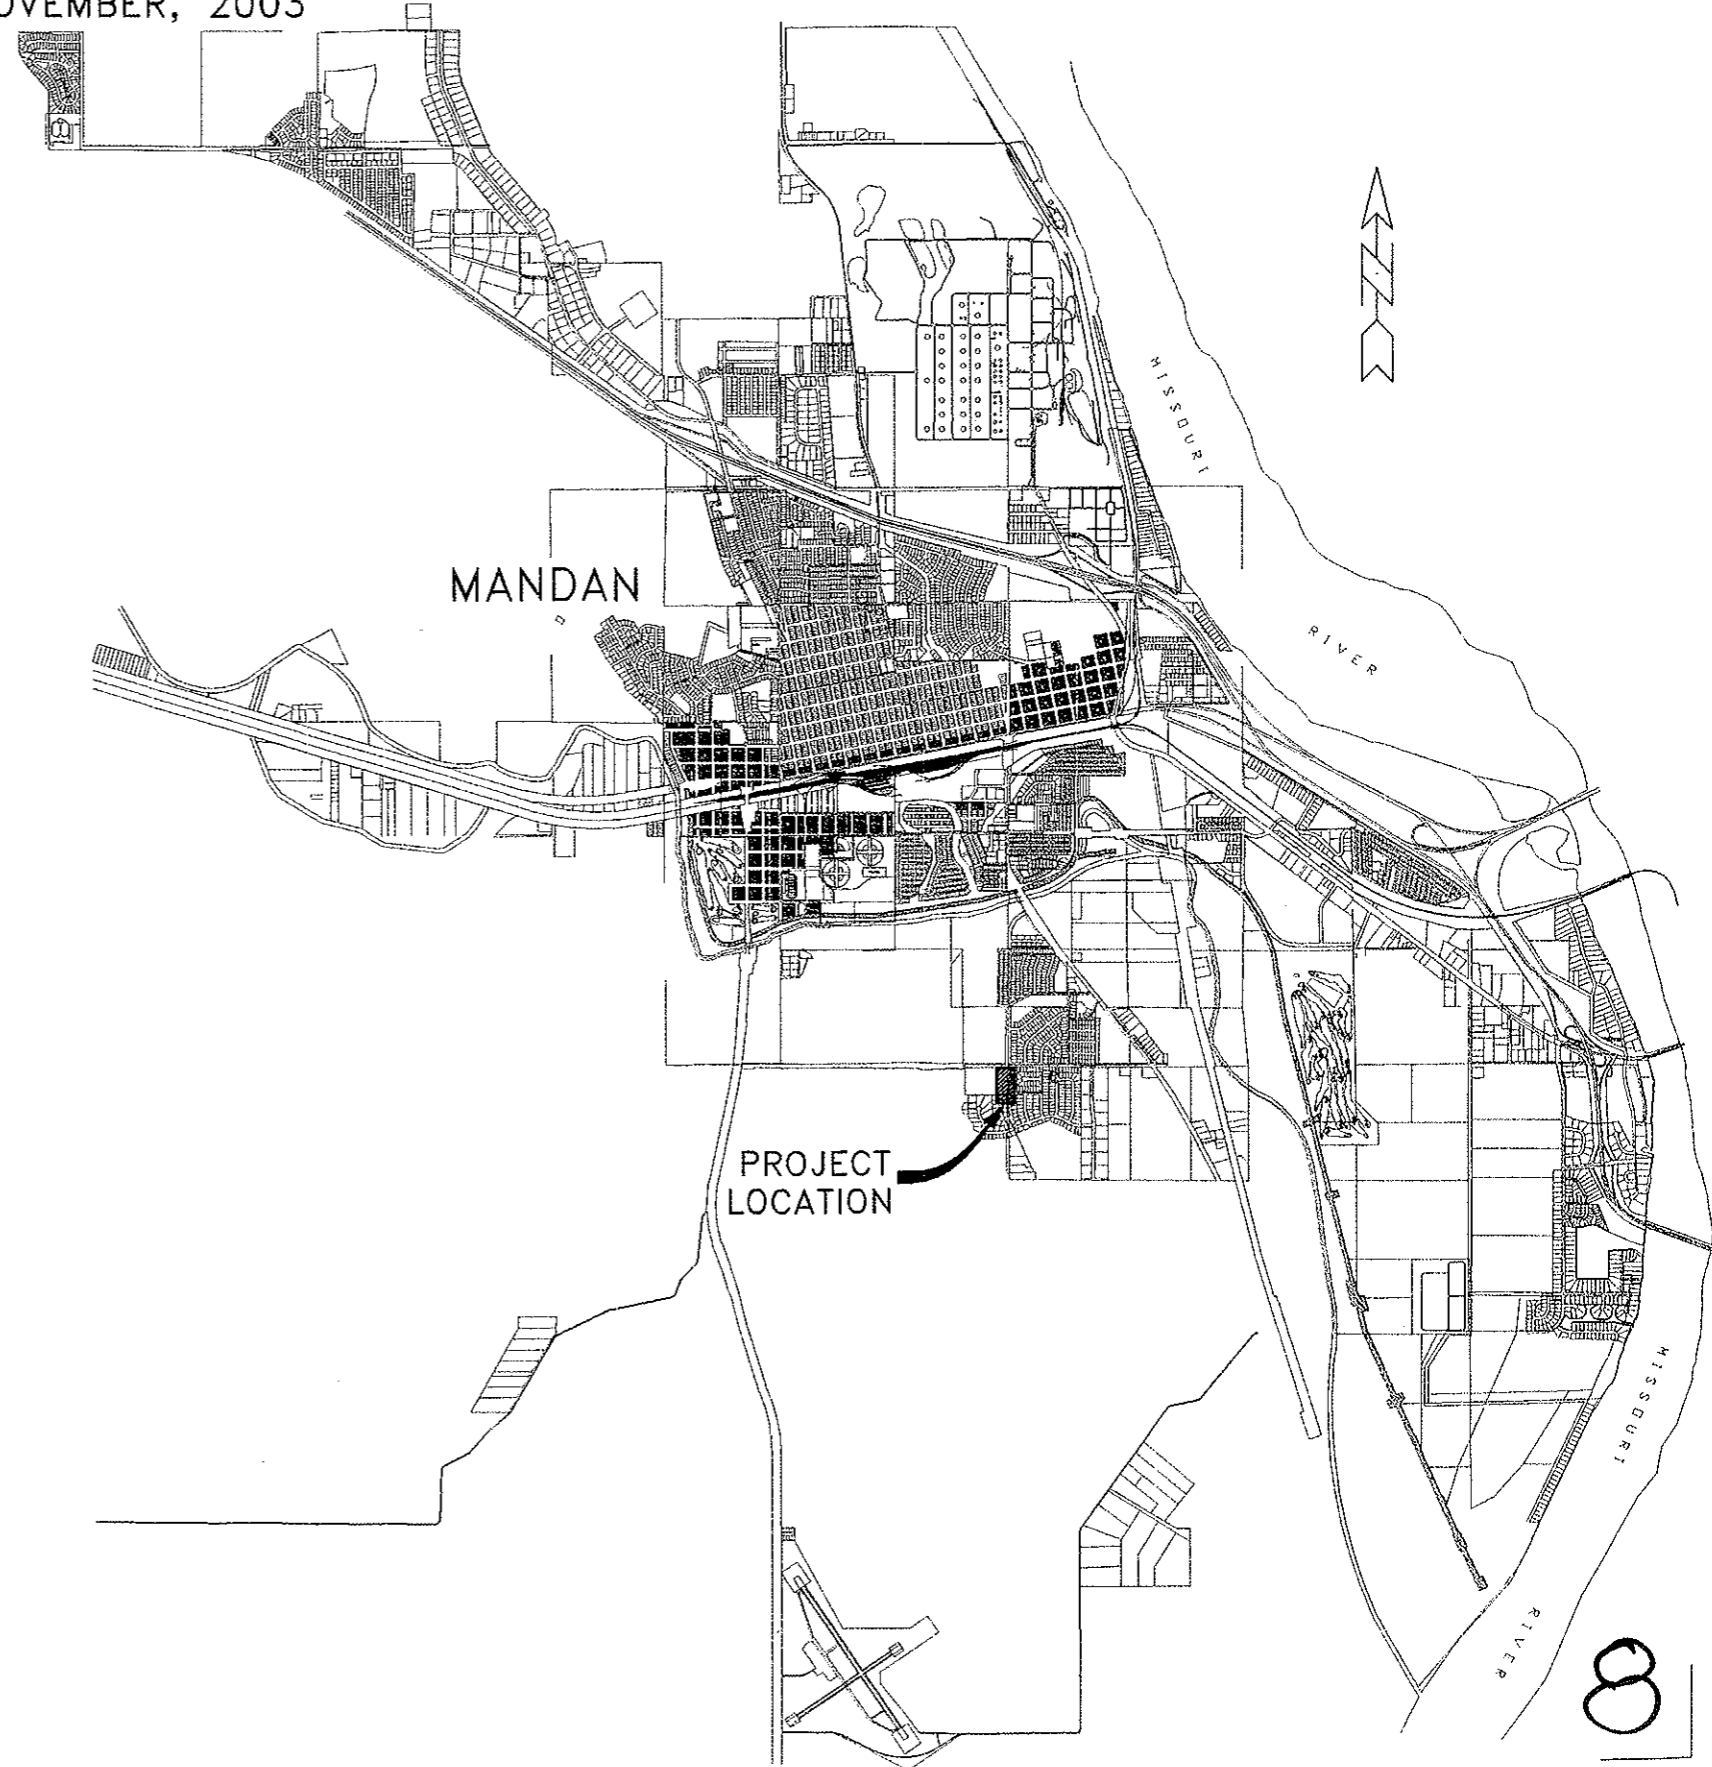 OVEMBER, 2003
MISSOURI
MANDAN
RIVER
PROJECT
LOCATION
MISSOURI
RIVER
8